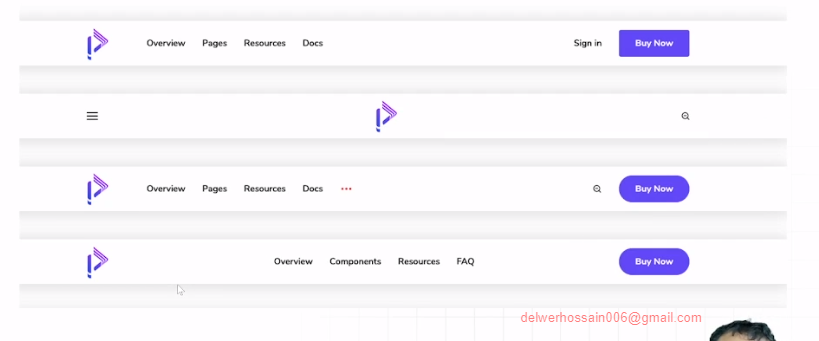 Overview Pages Resources Docs Sign in Buy Now
Overview Pages Resources Docs ••• Buy Now
Overview Components Resources FAQ Buy Now
delwerhossain006@gmail.com